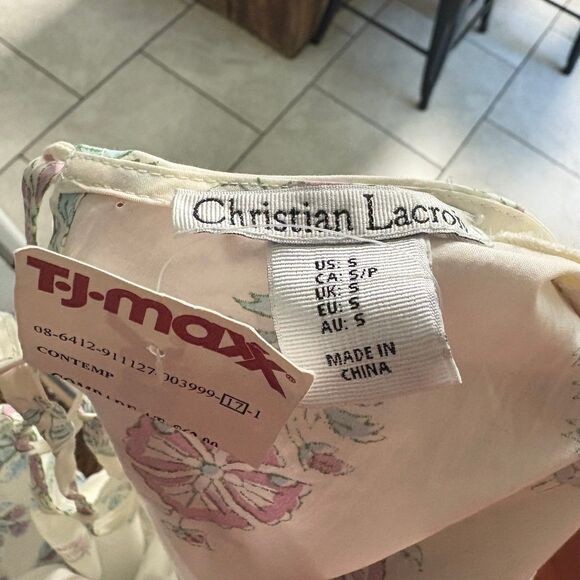 Christian Lacroix
US: S
CA: S/P
UK: S
EU: S
AU: S
MADE IN
CHINA
T·J·maxx®
08-6412-911127-003999-17-1
CONTEMP